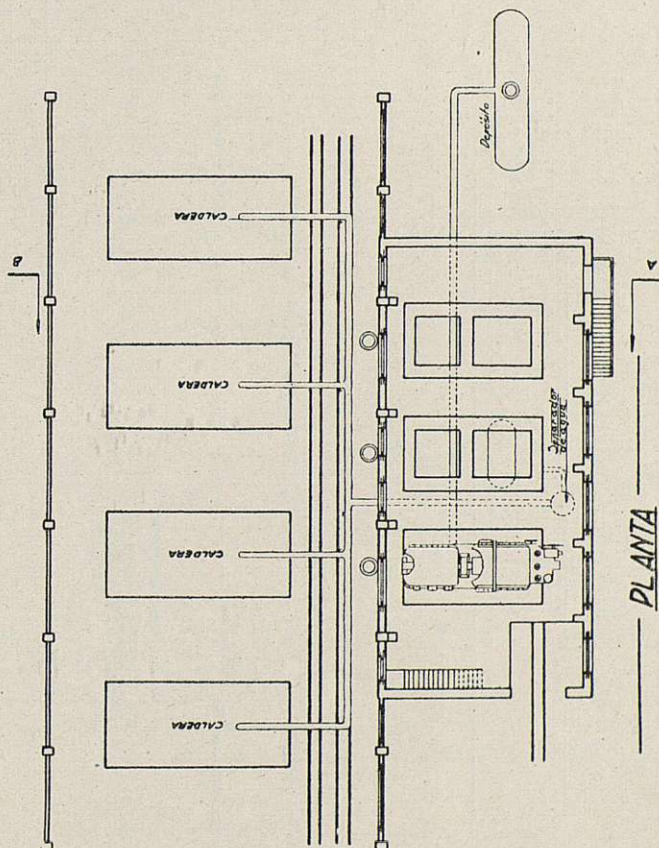 Depósito
CALDERA
B
A
CALDERA
Separador
de agua
CALDERA
PLANTA
CALDERA